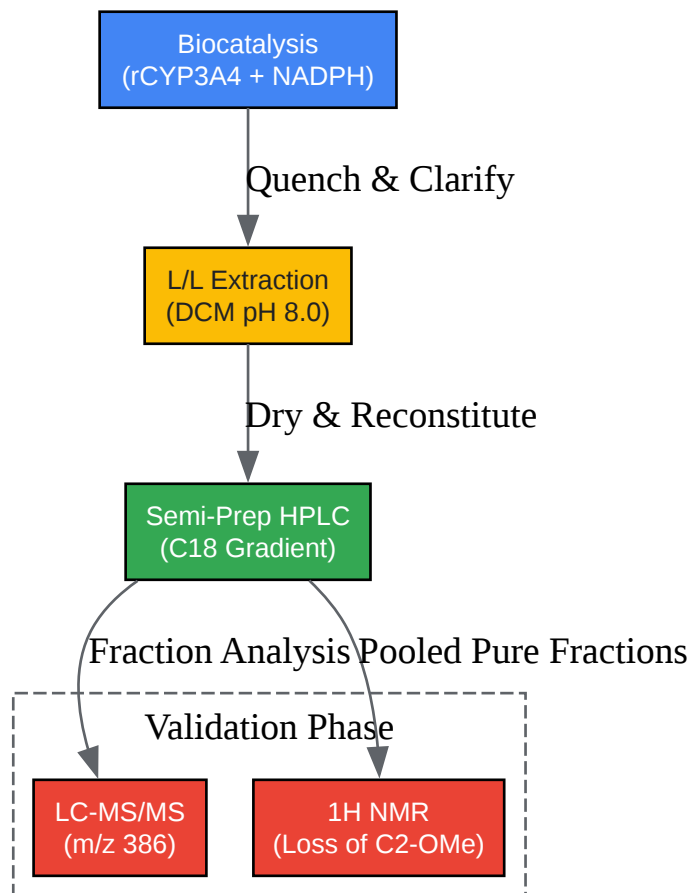 Biocatalysis
(rCYP3A4 + NADPH)
Quench & Clarify
L/L Extraction
(DCM pH 8.0)
Dry & Reconstitute
Semi-Prep HPLC
(C18 Gradient)
Fraction Analysis
Pooled Pure Fractions
Validation Phase
LC-MS/MS
(m/z 386)
1H NMR
(Loss of C2-OMe)